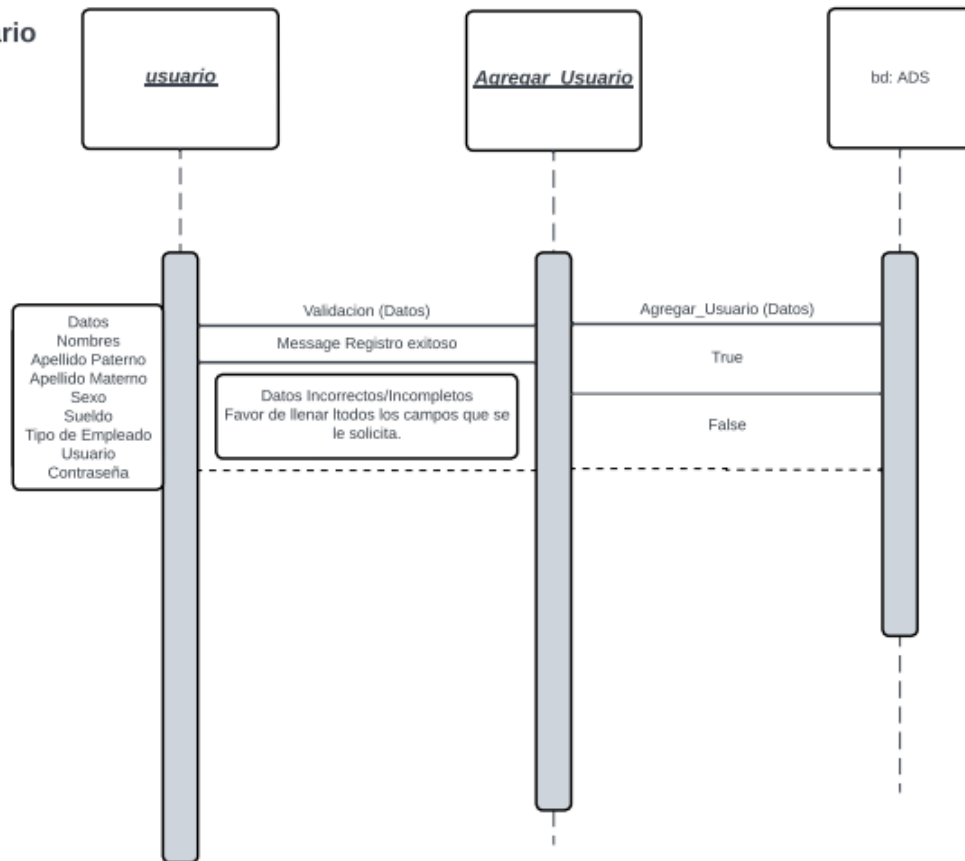 usuario
Agregar_Usuario
bd: ADS
Validacion (Datos)
Agregar_Usuario (Datos)
Message Registro exitoso
True
Datos
Nombres
Apellido Paterno
Apellido Materno
Sexo
Sueldo
Tipo de Empleado
Usuario
Contraseña
Datos Incorrectos/Incompletos
Favor de llenar ltodos los campos que se
le solicita.
False